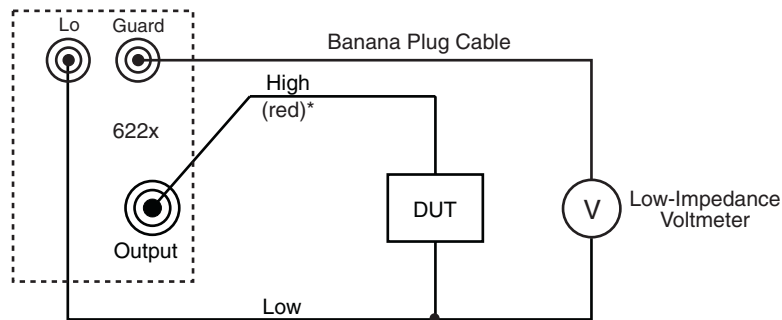 Lo
Guard
Banana Plug Cable
High
(red)*
622x
DUT
V
Low-Impedance
Voltmeter
Output
Low